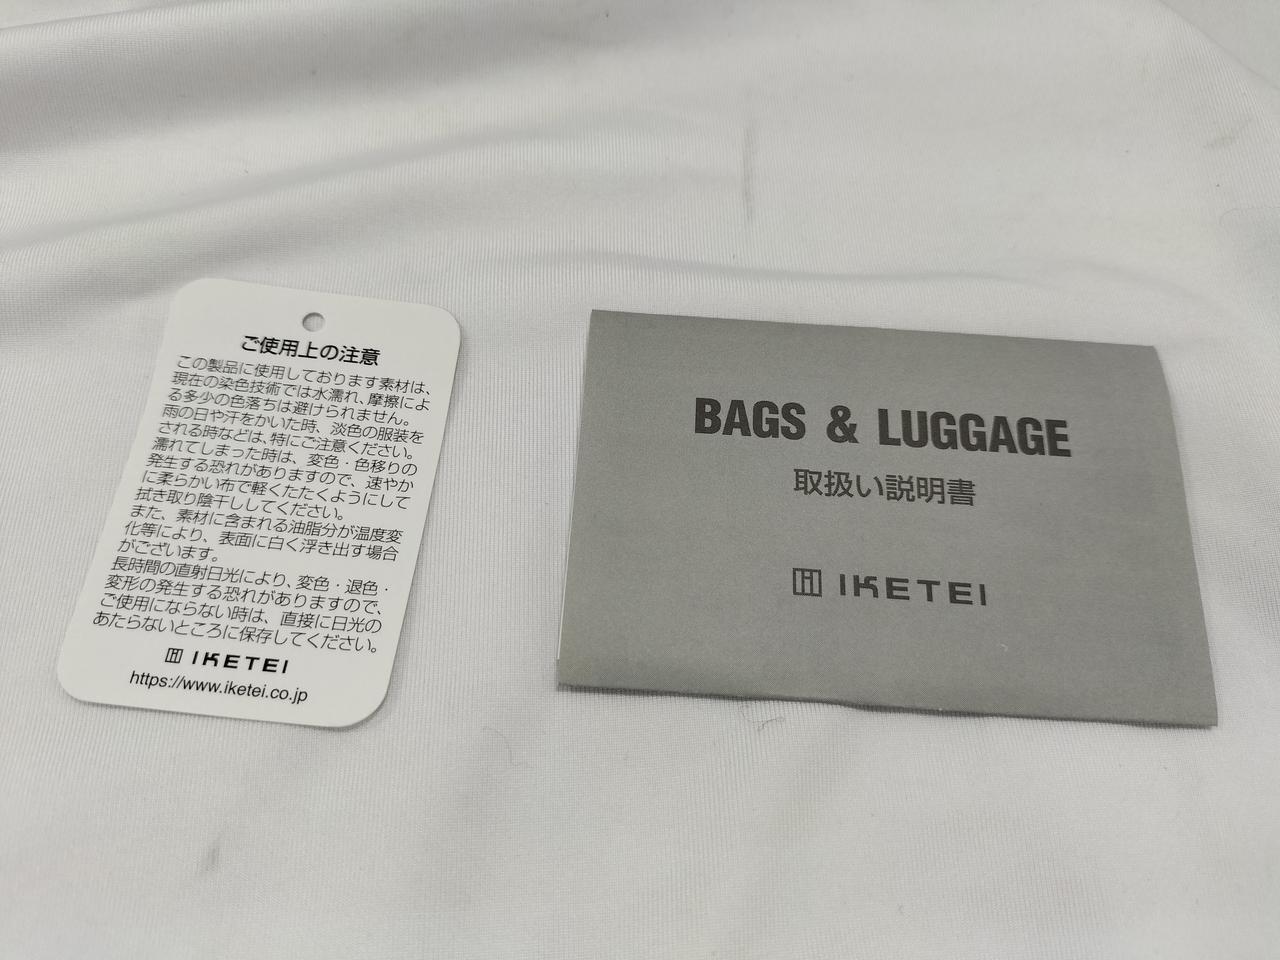 ご使用上の注意
この製品に使用しております素材は、
現在の染色技術では水濡れ、摩擦によ
る多少の色落ちは避けられません。
雨の日や汗をかいた時、淡色の服装を
される時などは、特にご注意ください。
濡れてしまった時は、変色・色移りの
発生する恐れがありますので、速やか
に柔らかい布で軽くたたくようにして
拭き取り陰干ししてください。
また、素材に含まれる油脂分が温度変
化等により、表面に白く浮き出す場合
がございます。
長時間の直射日光により、変色・退色・
変形の発生する恐れがありますので、
ご使用にならない時は、直接に日光の
あたらないところに保存してください。
IKETEI
https://www.iketei.co.jp
BAGS & LUGGAGE
取扱い説明書
IKETEI